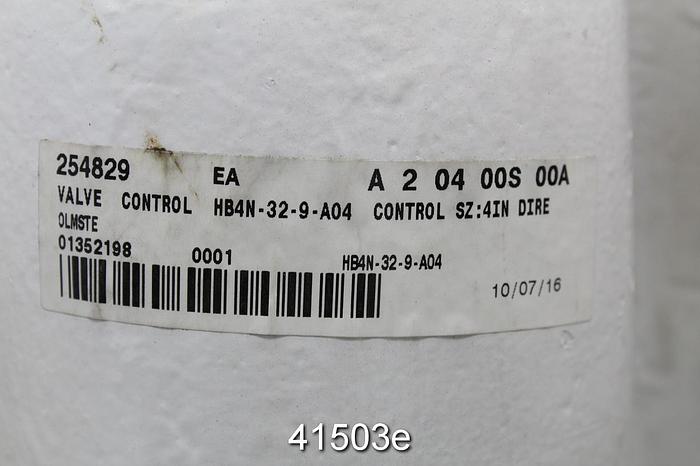 254829 EA A 2 04 00S 00A
VALVE CONTROL HB4N-32-9-A04 CONTROL SZ:4IN DIRE
OLMSTE
01352198 0001 HB4N-32-9-A04
10/07/16
41503e